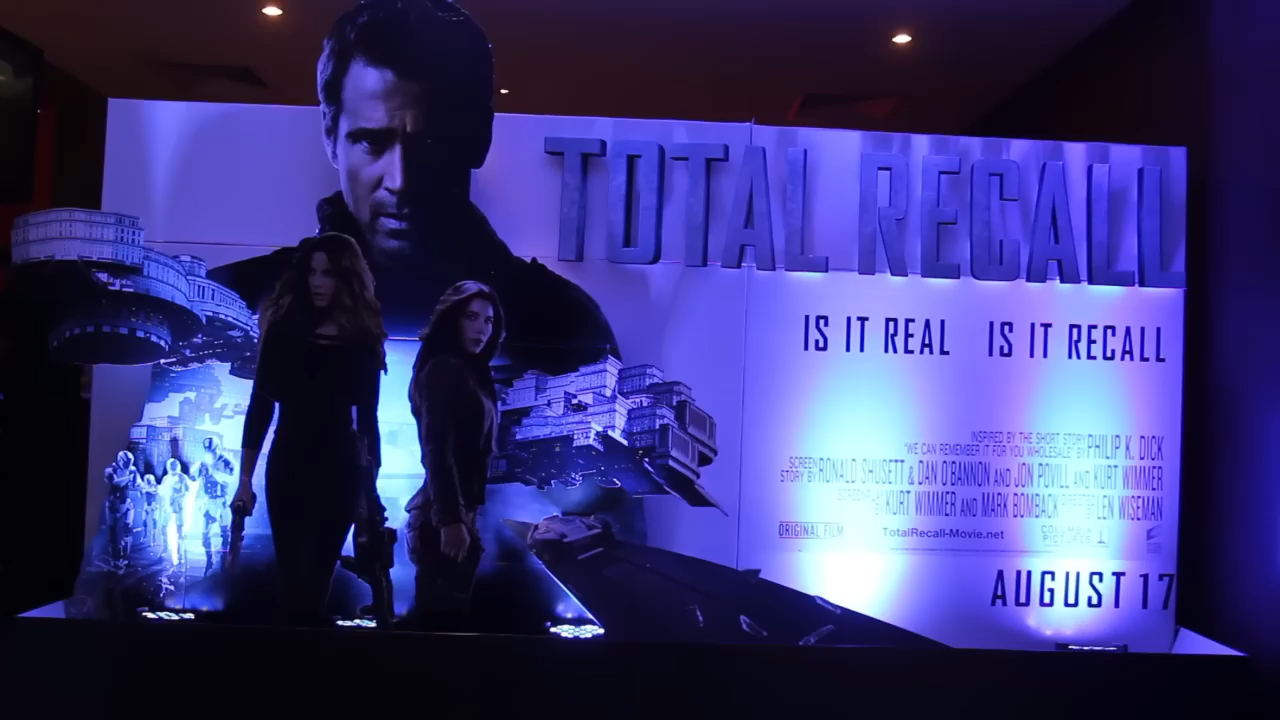 TOTAL RECALL
IS IT REAL IS IT RECALL
INSPIRED BY THE SHORT STORY PHILIP K. DICK
"WE CAN REMEMBER IT FOR YOU WHOLESALE" BY
SCREEN STORY BY RONALD SHUSETT & DAN O'BANNON AND JON POVILL AND KURT WIMMER
SCREENPLAY BY KURT WIMMER AND MARK BOMBACK DIRECTED BY LEN WISEMAN
ORIGINAL FILM TotalRecall-Movie.net COLUMBIA PICTURES
AUGUST 17